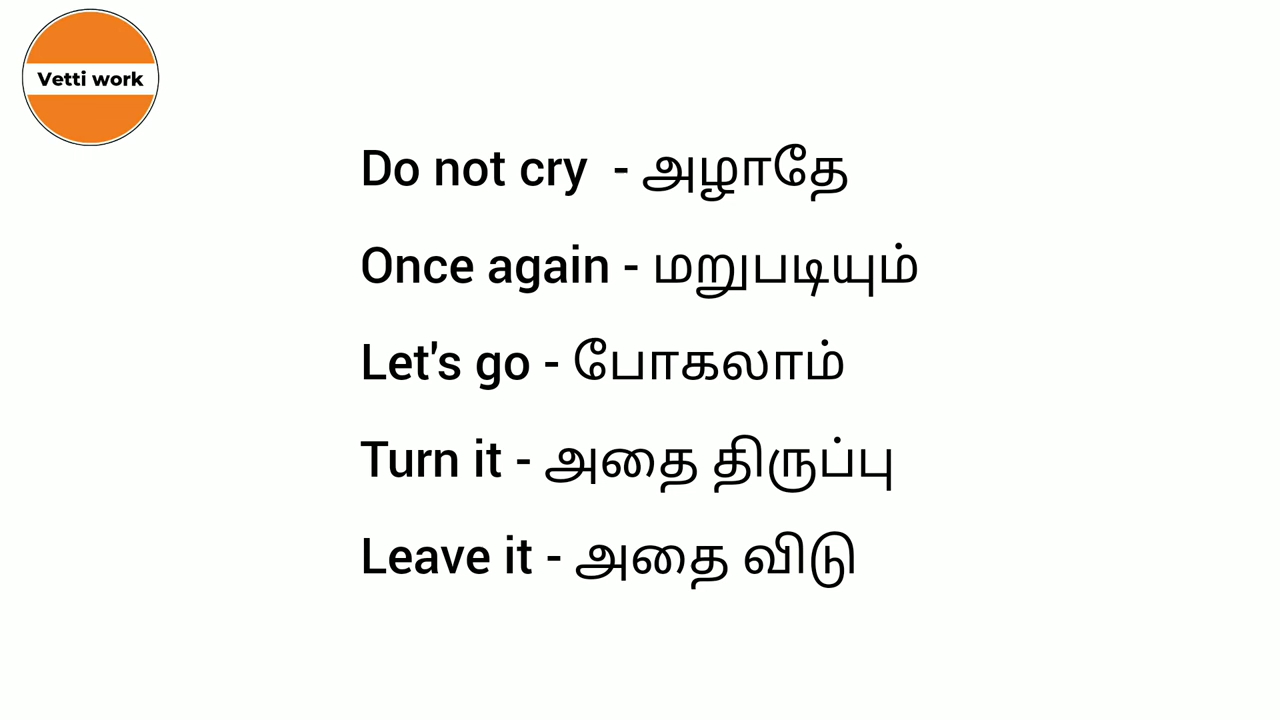 Vetti work
Do not cry - அழாதே
Once again - மறுபடியும்
Let's go - போகலாம்
Turn it - அதை திருப்பு
Leave it - அதை விடு